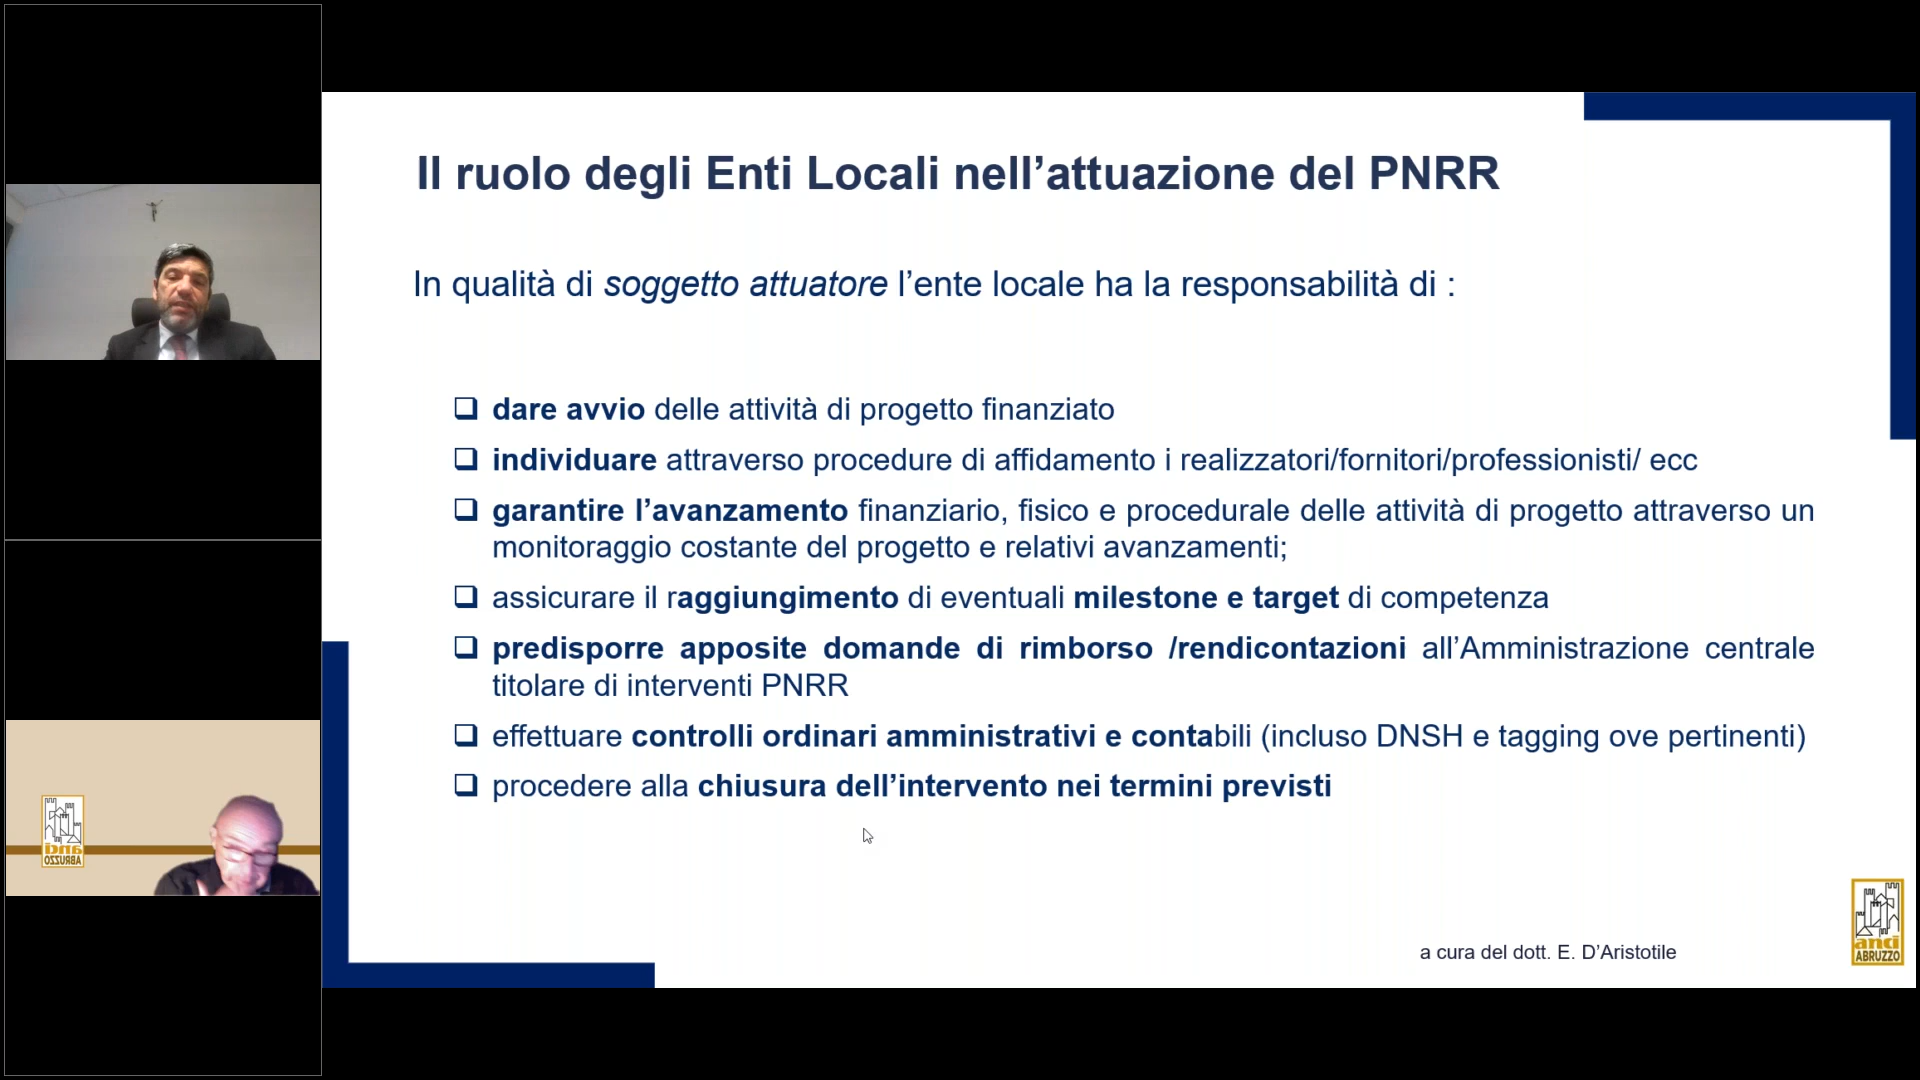 Il ruolo degli Enti Locali nell’attuazione del PNRR
In qualità di soggetto attuatore l’ente locale ha la responsabilità di :
❑ dare avvio delle attività di progetto finanziato
❑ individuare attraverso procedure di affidamento i realizzatori/fornitori/professionisti/ ecc
❑ garantire l’avanzamento finanziario, fisico e procedurale delle attività di progetto attraverso un
monitoraggio costante del progetto e relativi avanzamenti;
❑ assicurare il raggiungimento di eventuali milestone e target di competenza
❑ predisporre apposite domande di rimborso /rendicontazioni all’Amministrazione centrale
titolare di interventi PNRR
❑ effettuare controlli ordinari amministrativi e contabili (incluso DNSH e tagging ove pertinenti)
❑ procedere alla chiusura dell’intervento nei termini previsti
a cura del dott. E. D’Aristotile
anci
ABRUZZO
anci
ABRUZZO